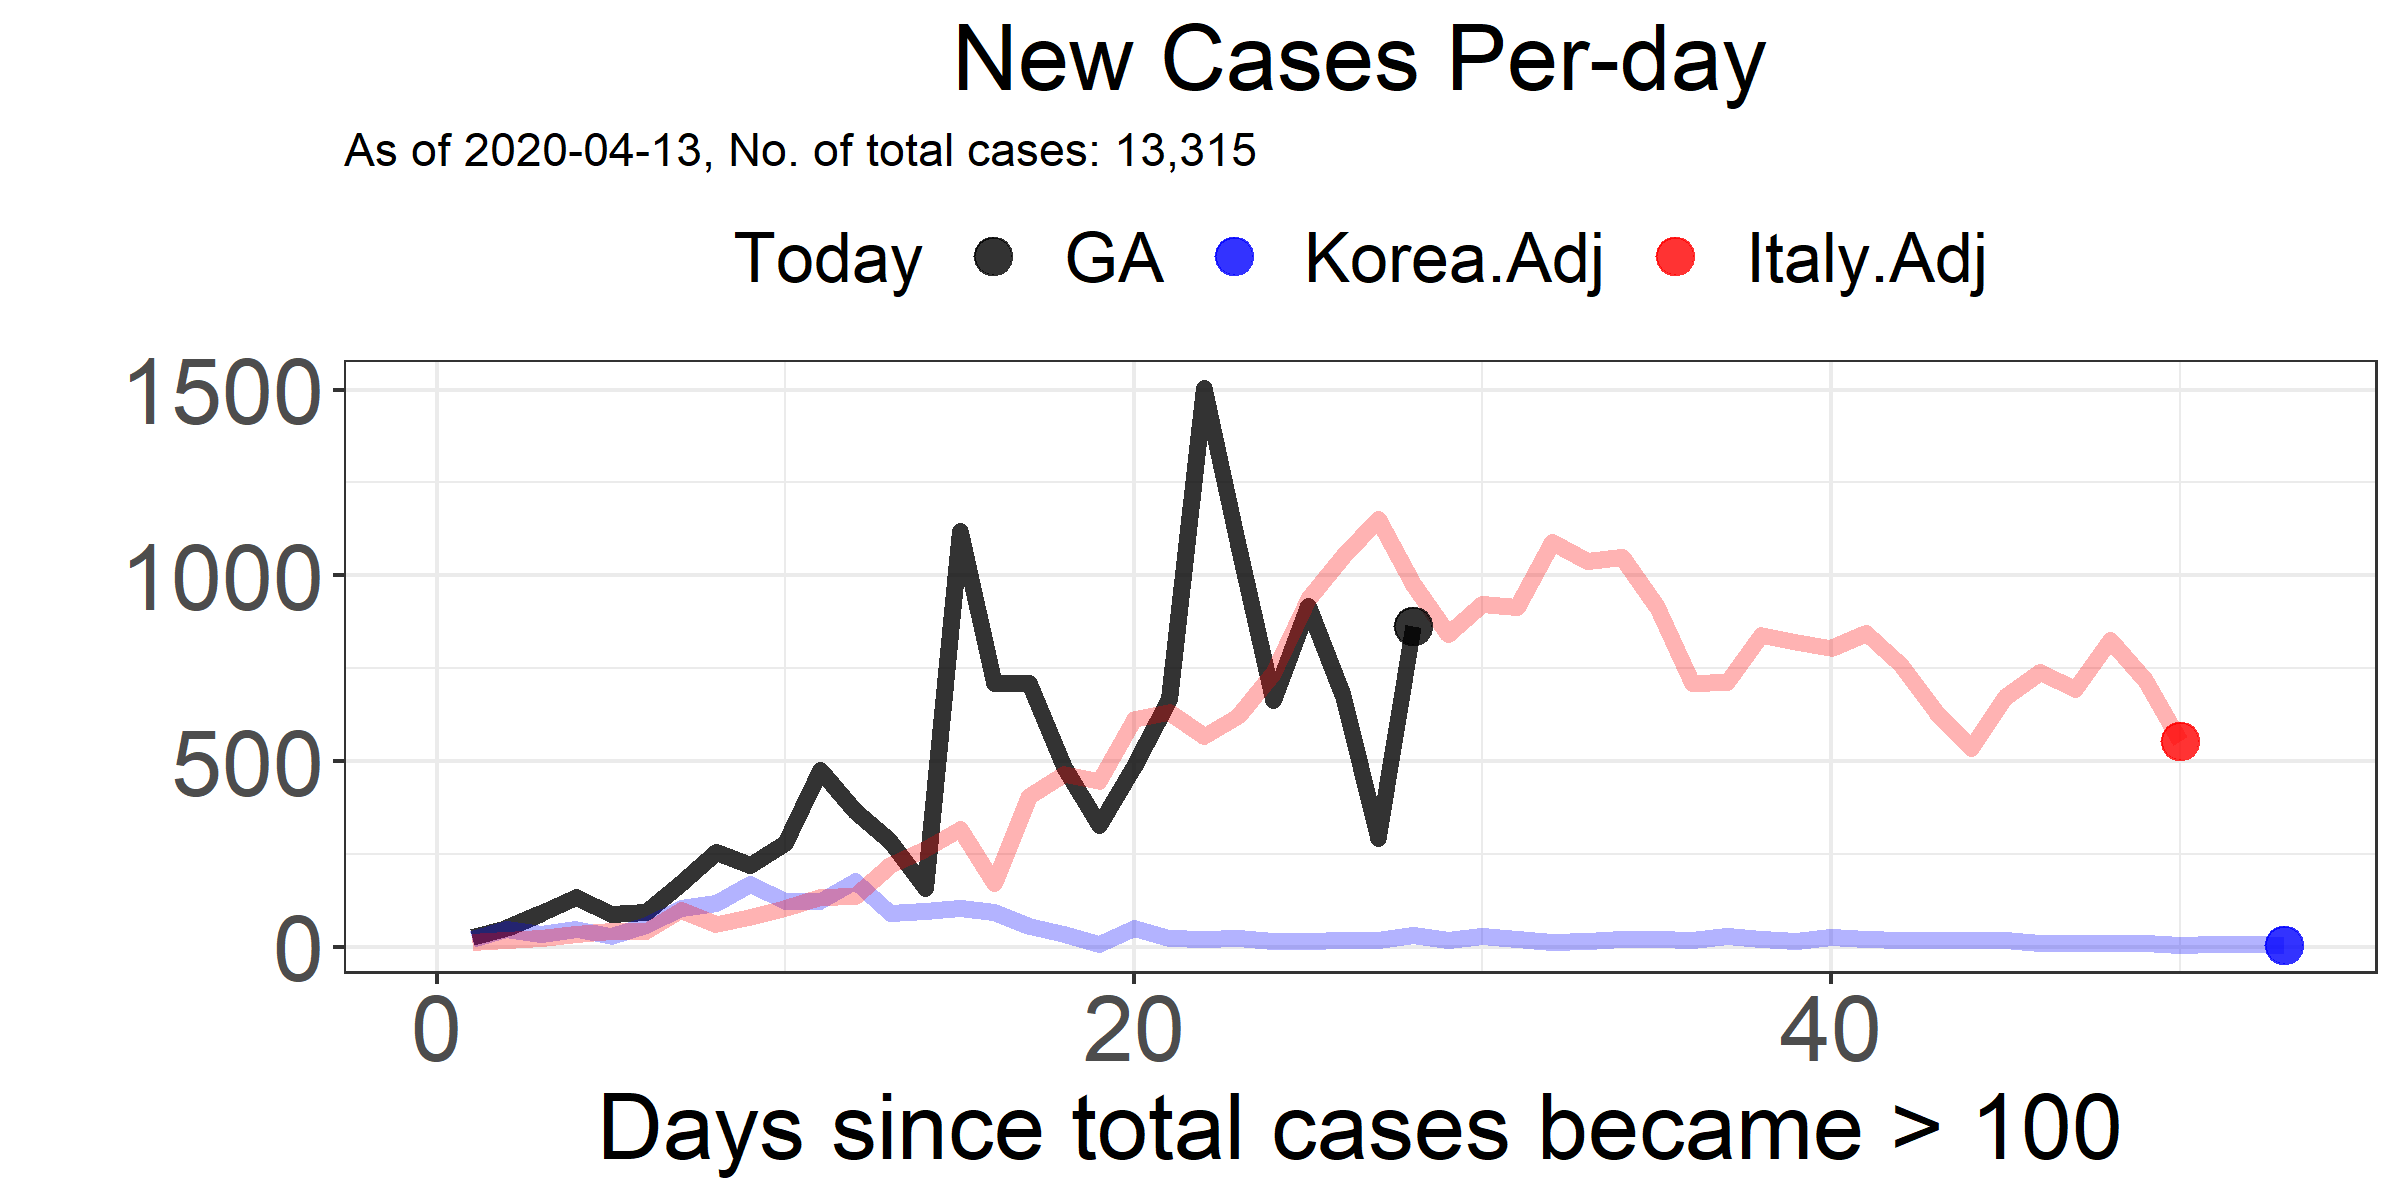 New Cases Per-day
As of 2020-04-13, No. of total cases: 13,315
Today GA Korea.Adj Italy.Adj
1500
1000
500
0
0 20 40
Days since total cases became > 100